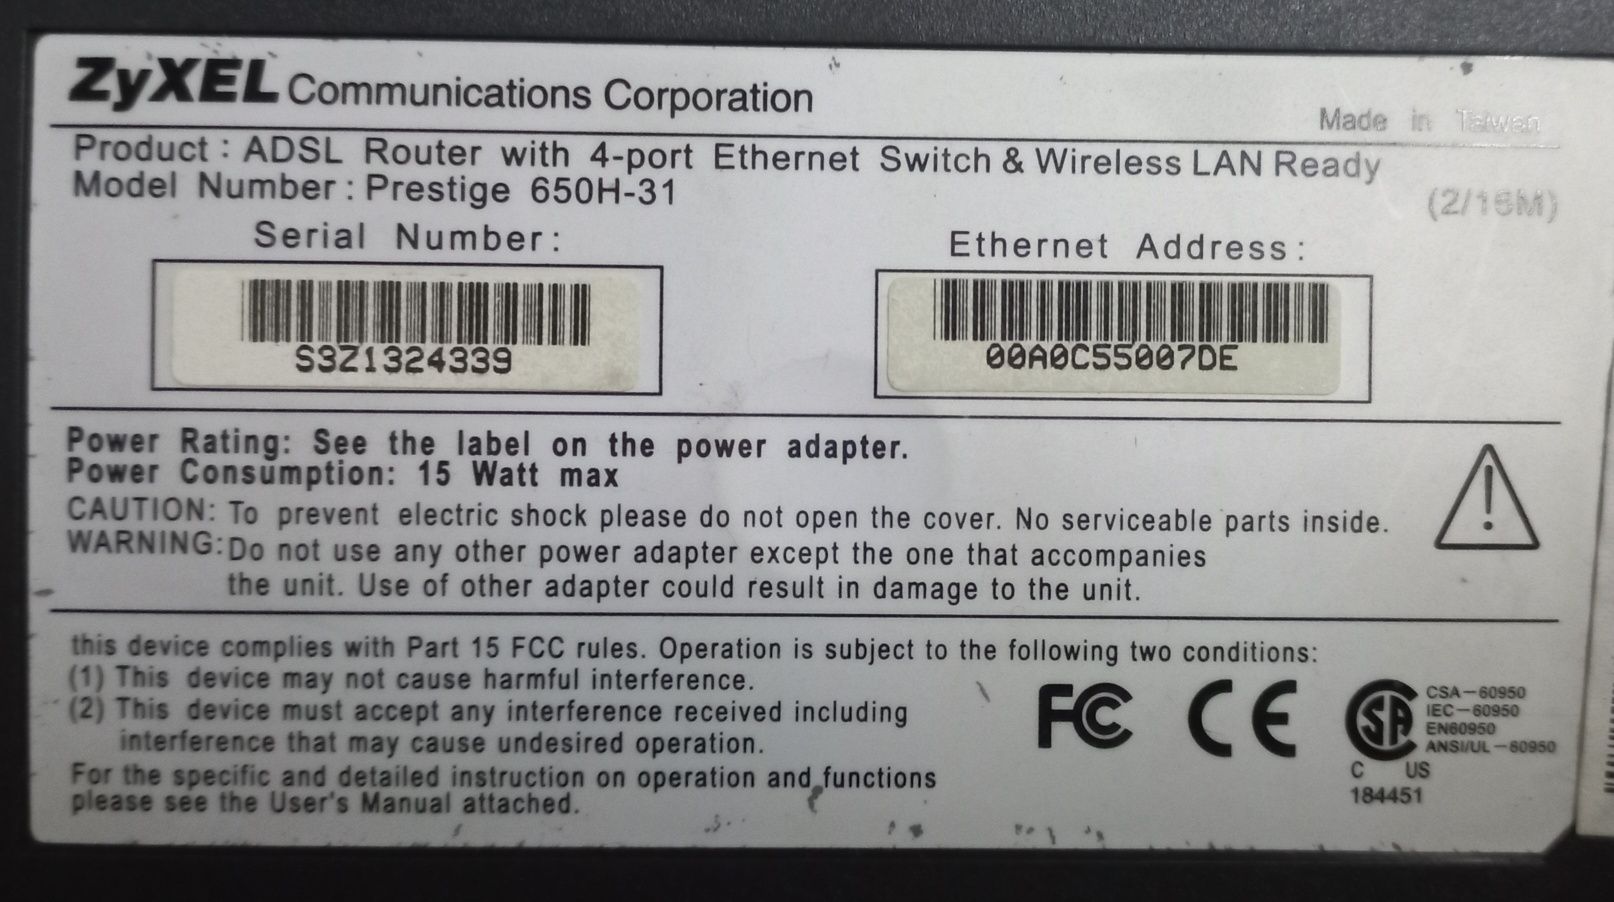 ZyXEL Communications Corporation
Made in Taiwan
Product : ADSL Router with 4-port Ethernet Switch & Wireless LAN Ready
Model Number : Prestige 650H-31
(2/16M)
Serial Number :
S3Z1324339
Ethernet Address :
00A0C55007DE
Power Rating: See the label on the power adapter.
Power Consumption: 15 Watt max
CAUTION: To prevent electric shock please do not open the cover. No serviceable parts inside.
WARNING: Do not use any other power adapter except the one that accompanies
the unit. Use of other adapter could result in damage to the unit.
this device complies with Part 15 FCC rules. Operation is subject to the following two conditions:
(1) This device may not cause harmful interference.
(2) This device must accept any interference received including
interference that may cause undesired operation.
For the specific and detailed instruction on operation and functions
please see the User's Manual attached.
FC CE SA
CSA-60950
IEC-60950
EN60950
ANSI/UL-60950
C US
184451